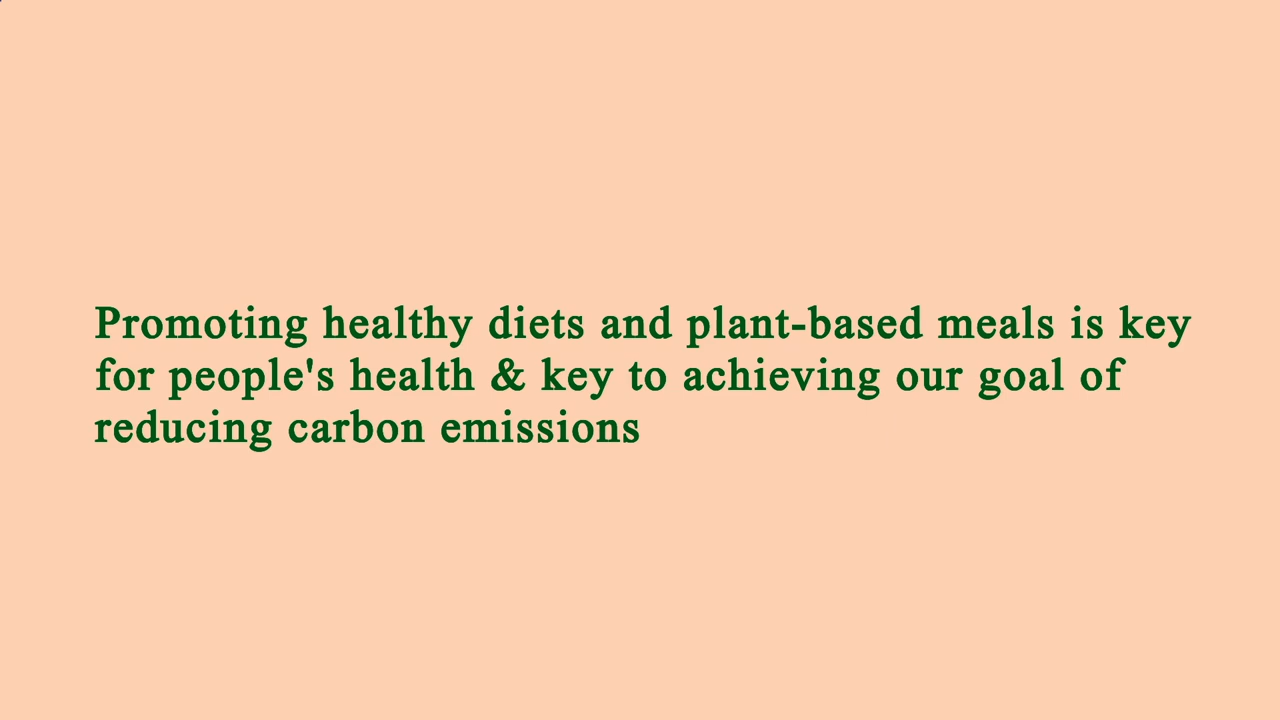 Promoting healthy diets and plant-based meals is key
for people's health & key to achieving our goal of
reducing carbon emissions